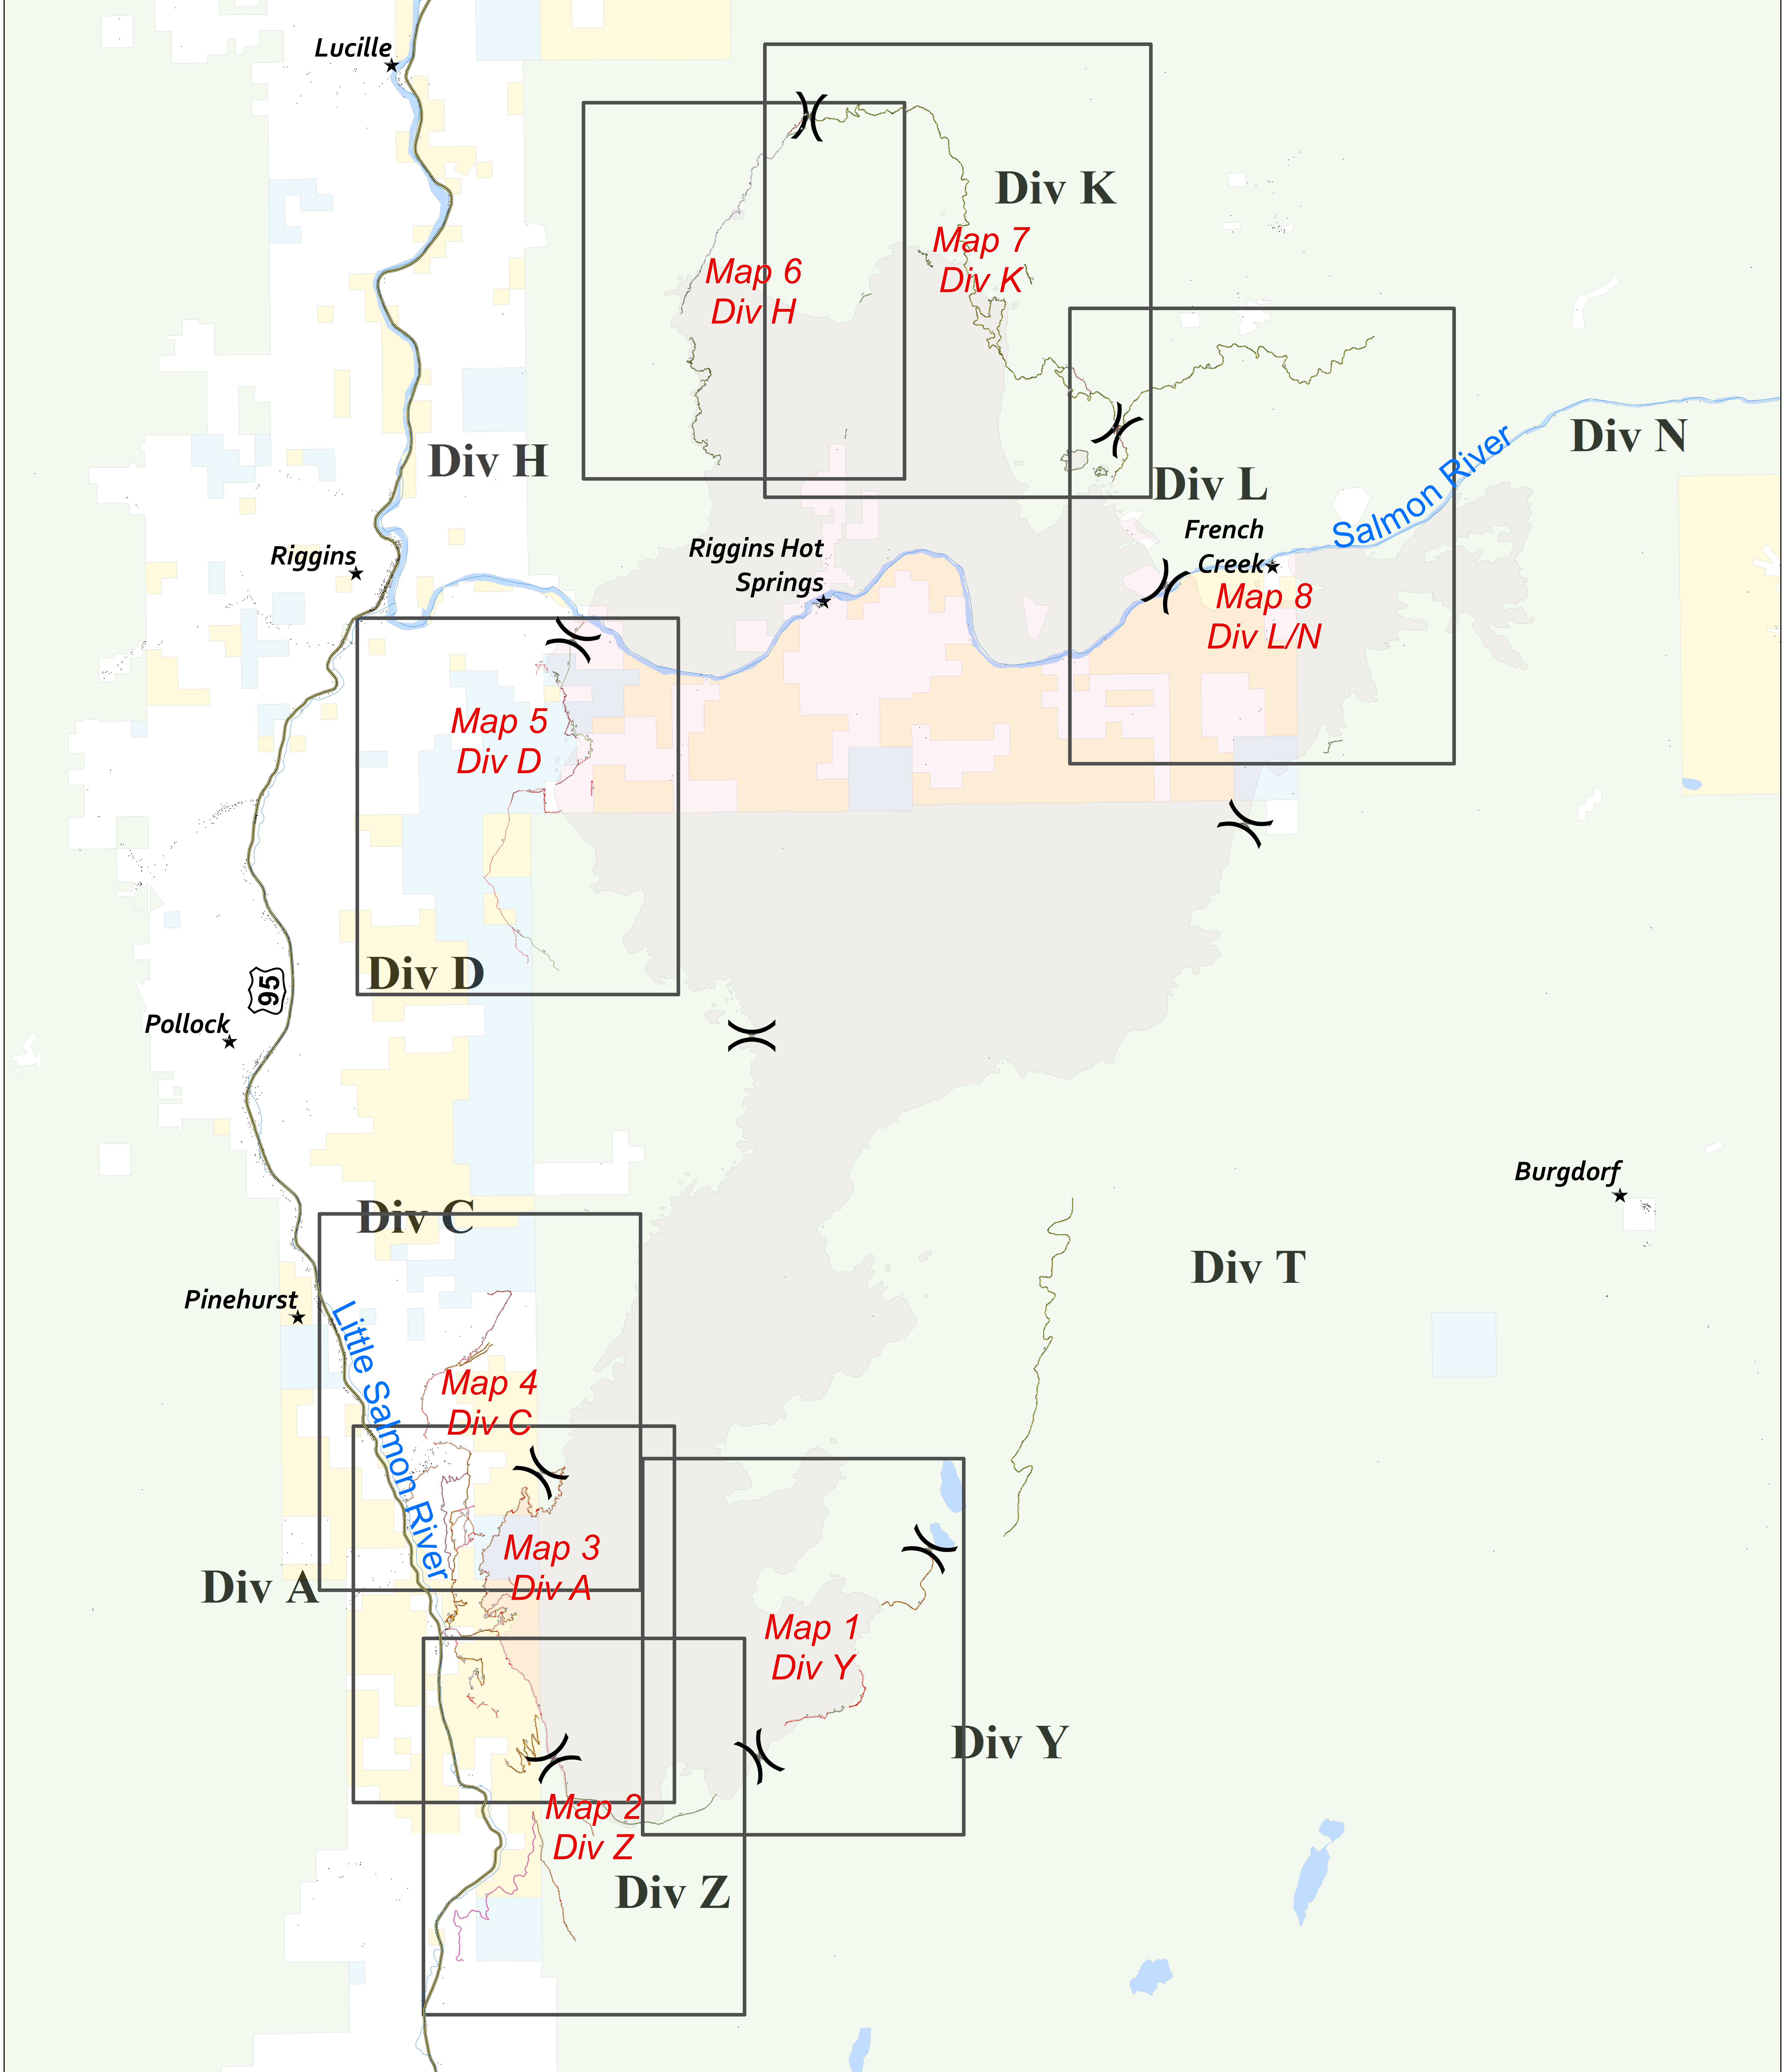 Lucille
Div K
Map 7
Div K
Map 6
Div H
Div N
Div H
Salmon River
Div L
French
Creek
Riggins Hot
Springs
Riggins
Map 8
Div L/N
Map 5
Div D
Div D
95
Pollock
Burgdorf
Div C
Div T
Pinehurst
Little Salmon River
Map 4
Div C
Map 3
Div A
Div A
Map 1
Div Y
Div Y
Map 2
Div Z
Div Z